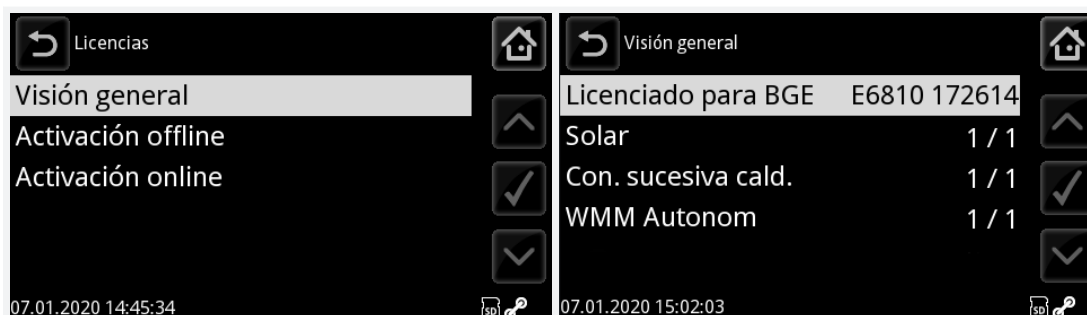 Licencias
Visión general
Activación offline
Activación online
07.01.2020 14:45:34
SD
Visión general
Licenciado para BGE E6810 172614
Solar 1 / 1
Con. sucesiva cald. 1 / 1
WMM Autonom 1 / 1
07.01.2020 15:02:03
SD